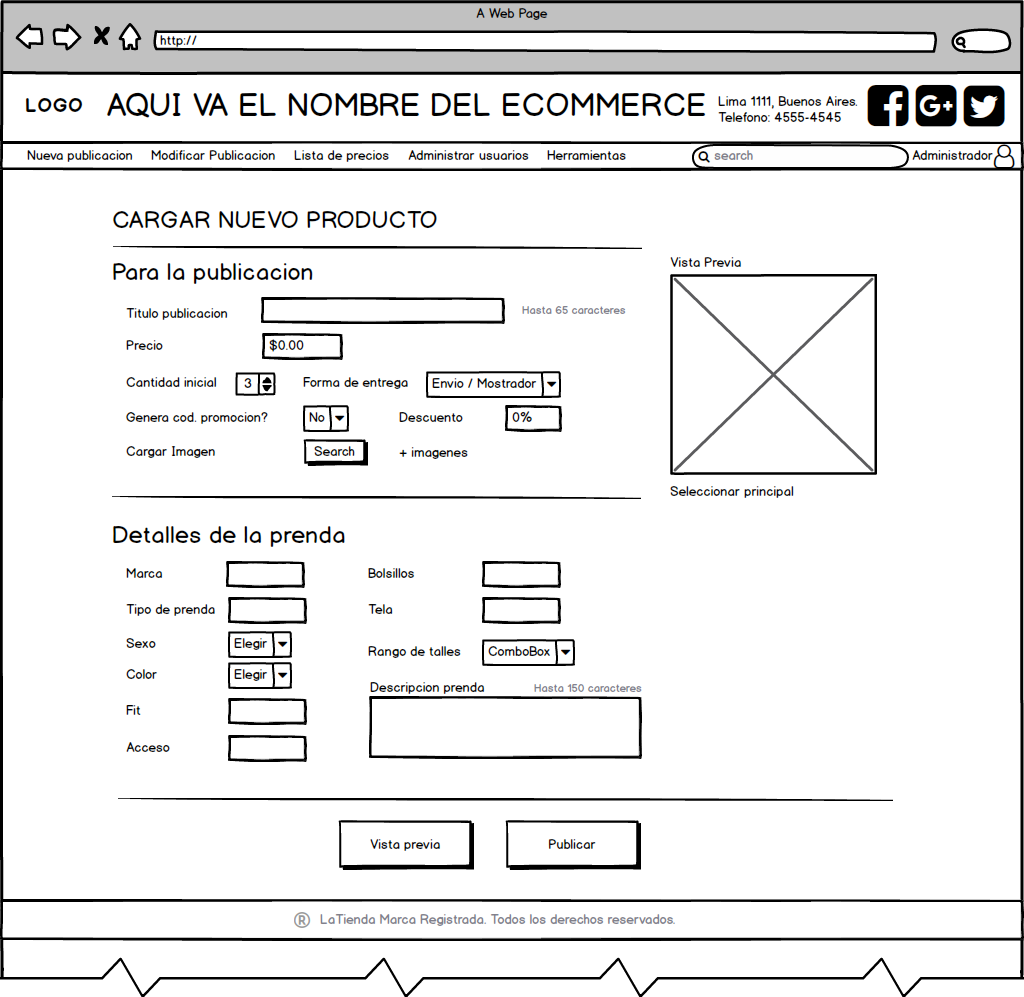 A Web Page
http://
LOGO
AQUI VA EL NOMBRE DEL ECOMMERCE
Lima 1111, Buenos Aires.
Telefono: 4555-4545
Nueva publicacion
Modificar Publicacion
Lista de precios
Administrar usuarios
Herramientas
search
Administrador
CARGAR NUEVO PRODUCTO
Para la publicacion
Titulo publicacion
Hasta 65 caracteres
Precio
$0.00
Cantidad inicial
3
Forma de entrega
Envio / Mostrador
Genera cod. promocion?
No
Descuento
0%
Cargar Imagen
Search
+ imagenes
Vista Previa
Seleccionar principal
Detalles de la prenda
Marca
Bolsillos
Tipo de prenda
Tela
Sexo
Elegir
Rango de talles
ComboBox
Color
Elegir
Descripcion prenda
Hasta 150 caracteres
Fit
Acceso
Vista previa
Publicar
® LaTienda Marca Registrada. Todos los derechos reservados.